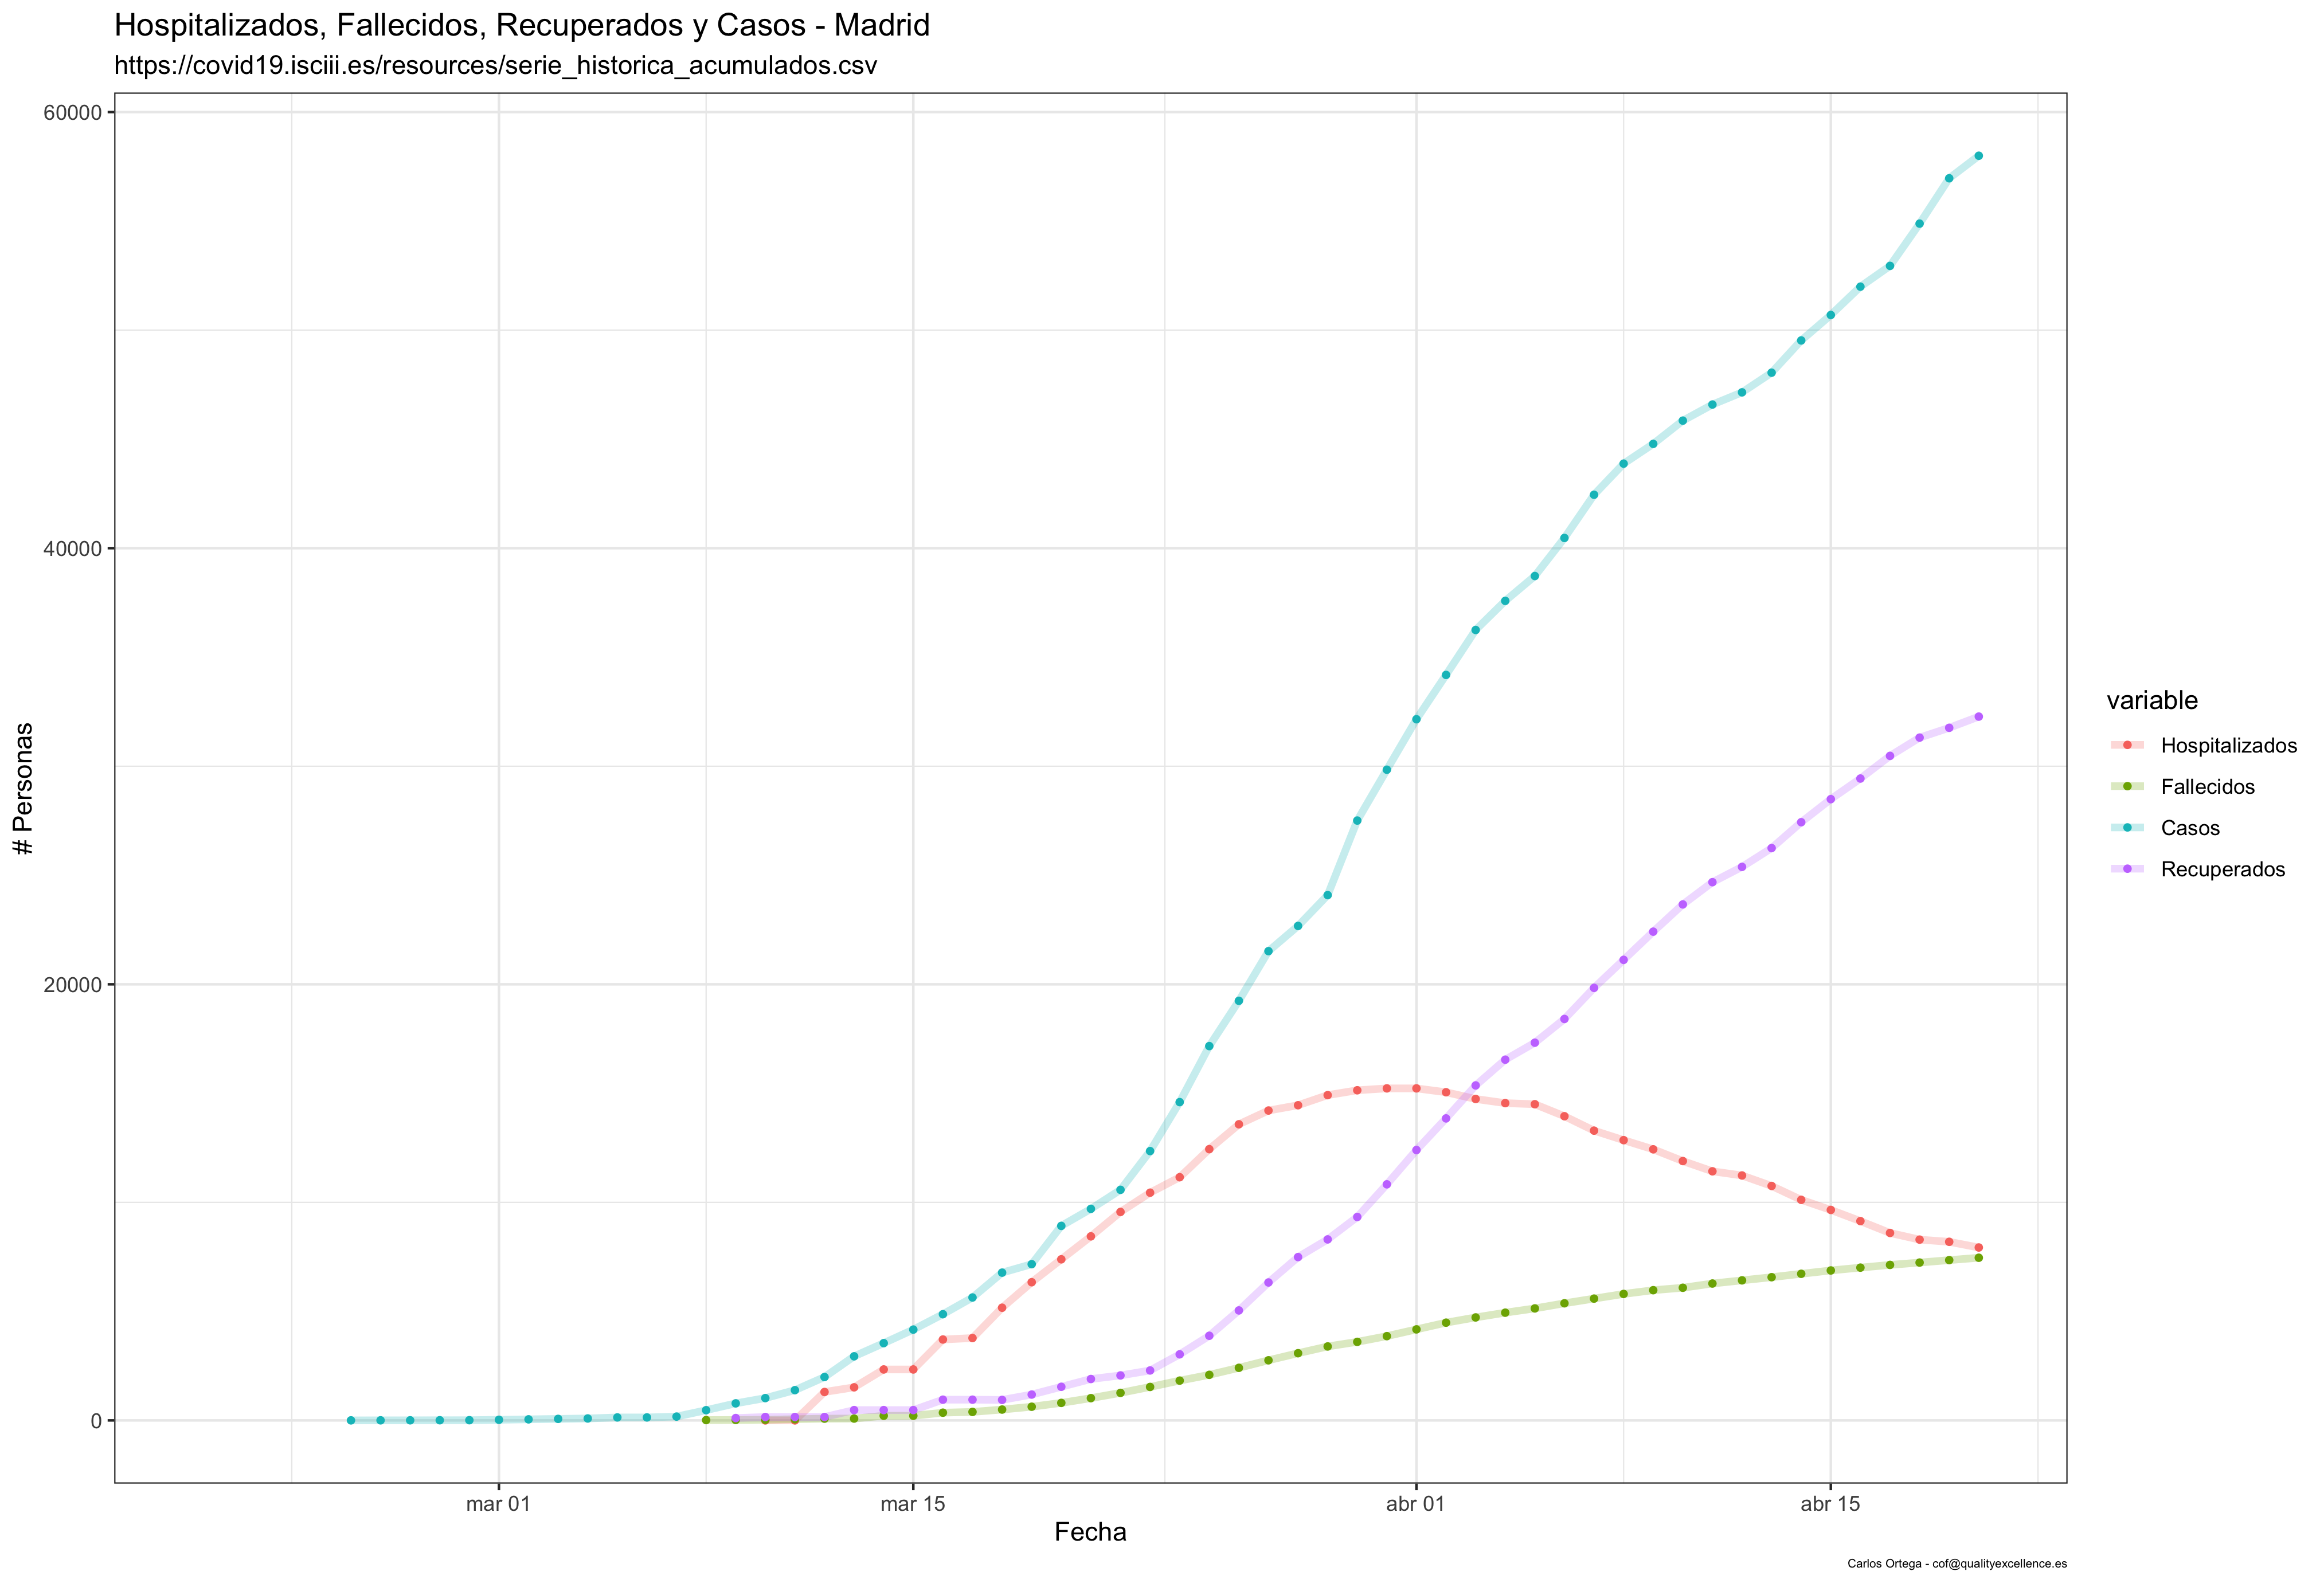 Hospitalizados, Fallecidos, Recuperados y Casos - Madrid
https://covid19.isciii.es/resources/serie_historica_acumulados.csv
60000
40000
20000
0
# Personas
mar 01
mar 15
abr 01
abr 15
Fecha
variable
Hospitalizados
Fallecidos
Casos
Recuperados
Carlos Ortega - cof@qualityexcellence.es